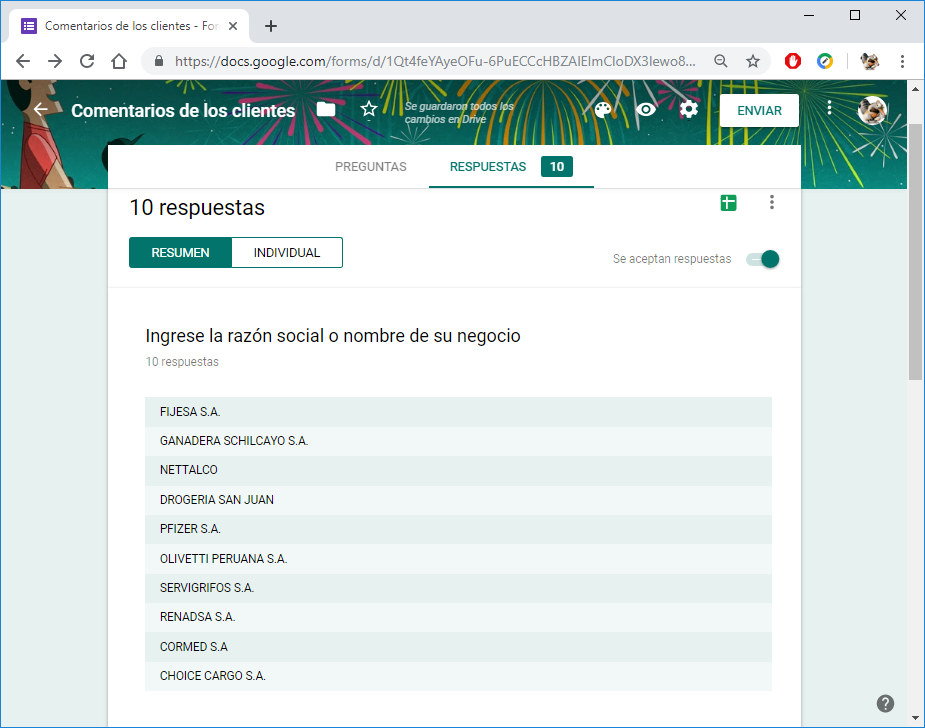 Comentarios de los clientes - For
https://docs.google.com/forms/d/1Qt4feYAyeOFu-6PuECCcHBZAlElmCIoDX3Iewo8...
Comentarios de los clientes
Se guardaron todos los
cambios en Drive
ENVIAR
PREGUNTAS
RESPUESTAS 10
10 respuestas
RESUMEN
INDIVIDUAL
Se aceptan respuestas
Ingrese la razón social o nombre de su negocio
10 respuestas
FIJESA S.A.
GANADERA SCHILCAYO S.A.
NETTALCO
DROGERIA SAN JUAN
PFIZER S.A.
OLIVETTI PERUANA S.A.
SERVIGRIFOS S.A.
RENADSA S.A.
CORMED S.A
CHOICE CARGO S.A.